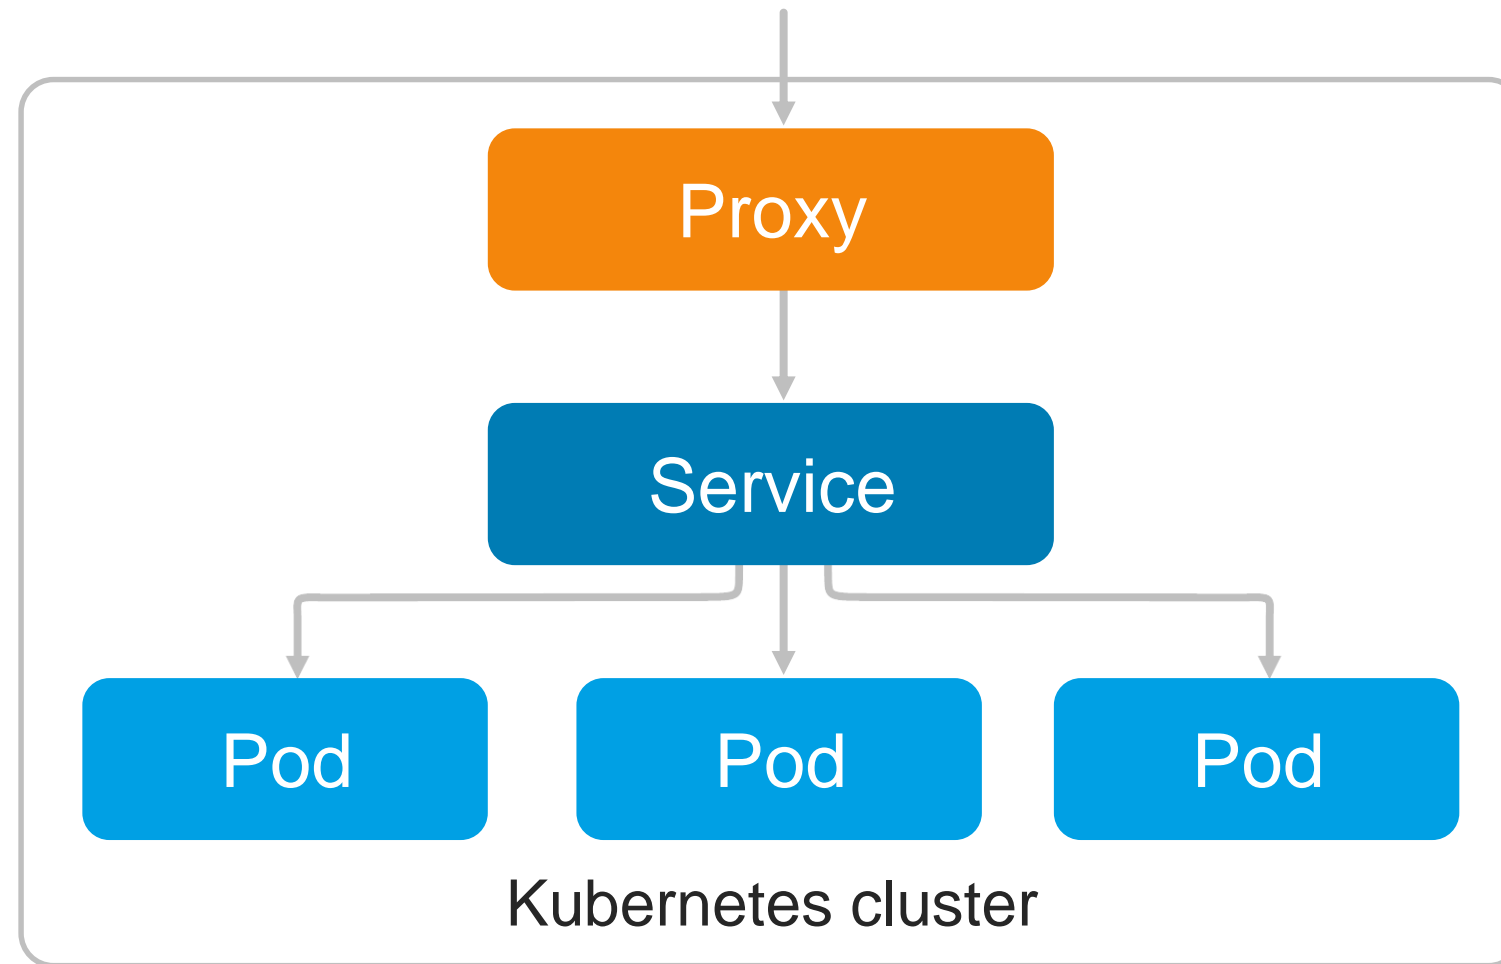 Proxy
Service
Pod
Pod
Pod
Kubernetes cluster